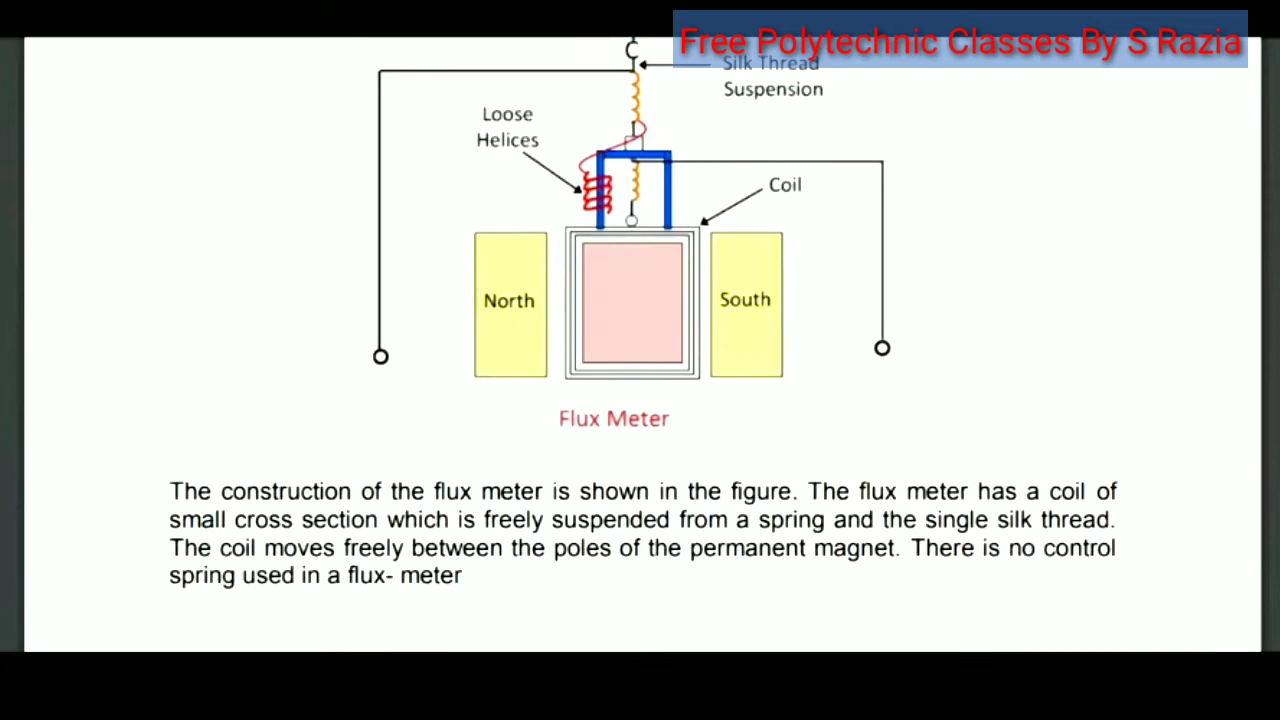 Free Polytechnic Classes By S Razia
Silk Thread
Suspension
Loose
Helices
Coil
North
South
Flux Meter
The construction of the flux meter is shown in the figure. The flux meter has a coil of
small cross section which is freely suspended from a spring and the single silk thread.
The coil moves freely between the poles of the permanent magnet. There is no control
spring used in a flux- meter